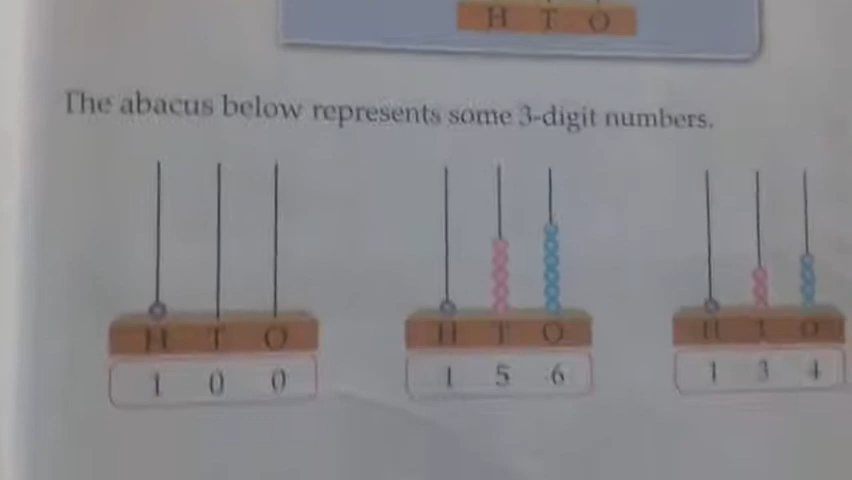 H T O
The abacus below represents some 3-digit numbers.
H T O
1 0 0
H T O
1 5 6
H T O
1 3 4